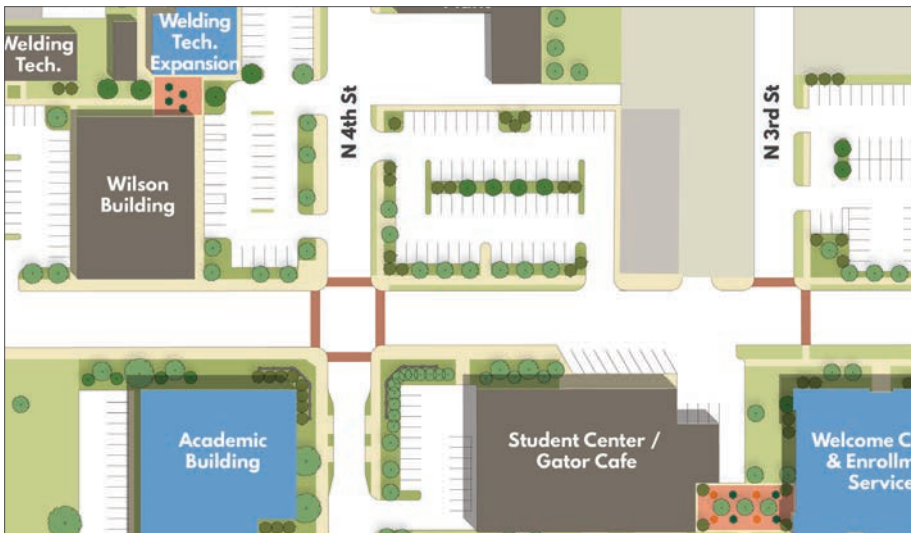 Welding
Tech.
Welding
Tech.
Expansion
N 4th St
N 3rd St
Wilson
Building
Academic
Building
Student Center /
Gator Cafe
Welcome C
& Enrollm
Service